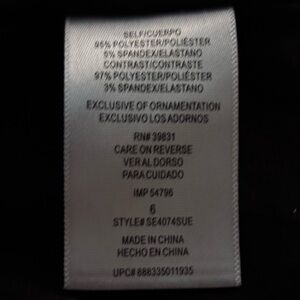 SELF/CUERPO
95% POLYESTER/POLIÉSTER
5% SPANDEX/ELASTANO
CONTRAST/CONTRASTE
97% POLYESTER/POLIÉSTER
3% SPANDEX/ELASTANO
EXCLUSIVE OF ORNAMENTATION
EXCLUSIVO LOS ADORNOS
RN# 39831
CARE ON REVERSE
VER AL DORSO
PARA CUIDADO
IMP 54796
6
STYLE# SE4074SUE
MADE IN CHINA
HECHO EN CHINA
UPC# 888335011935